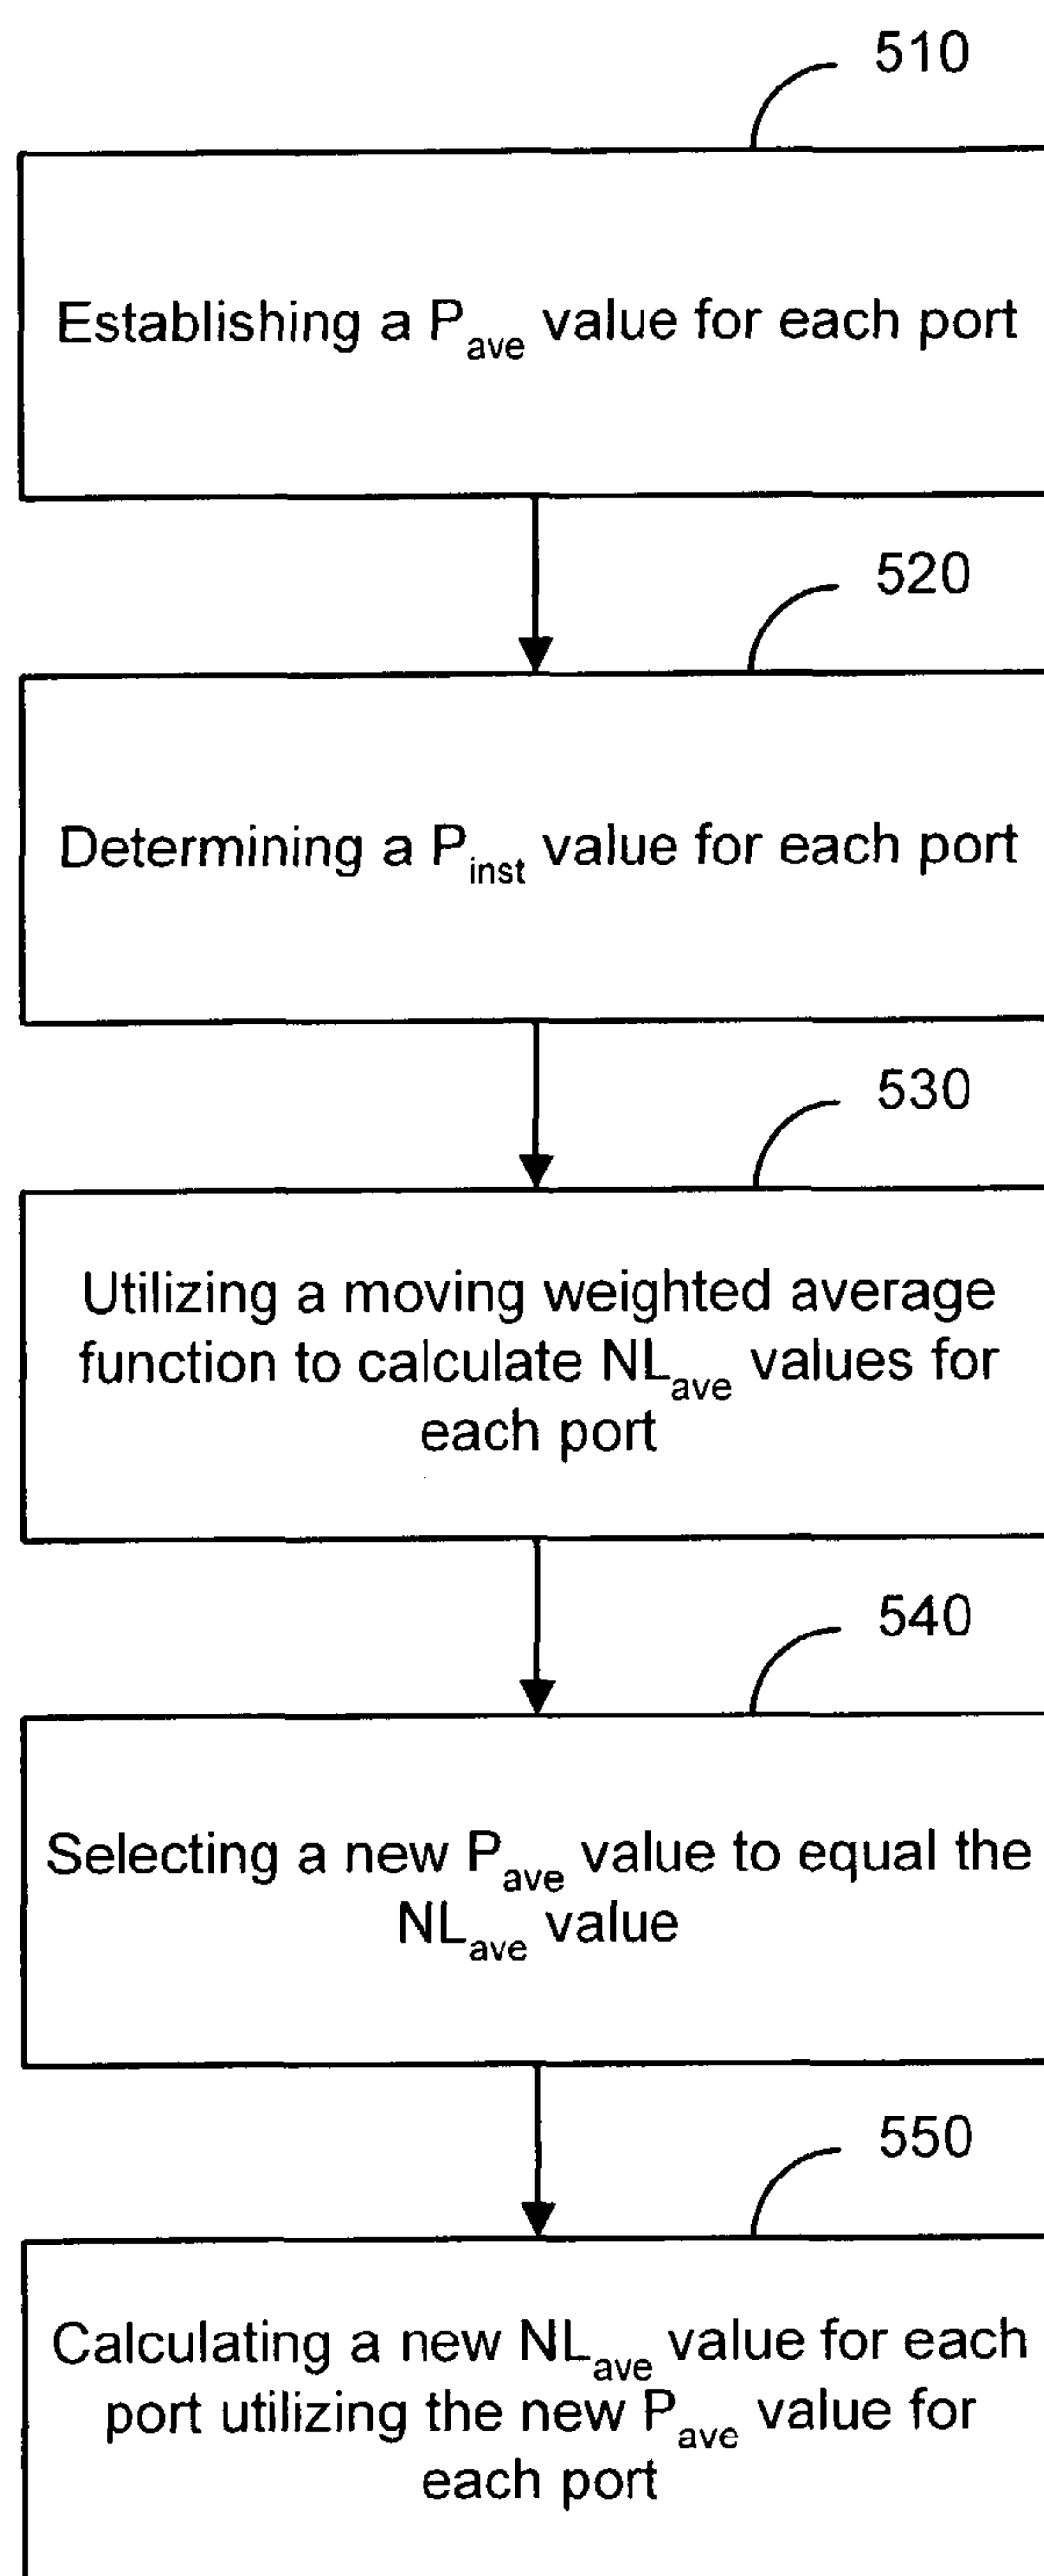 510
Establishing a Pave value for each port
520
Determining a Pinst value for each port
530
Utilizing a moving weighted average
function to calculate NLave values for
each port
540
Selecting a new Pave value to equal the
NLave value
550
Calculating a new NLave value for each
port utilizing the new Pave value for
each port